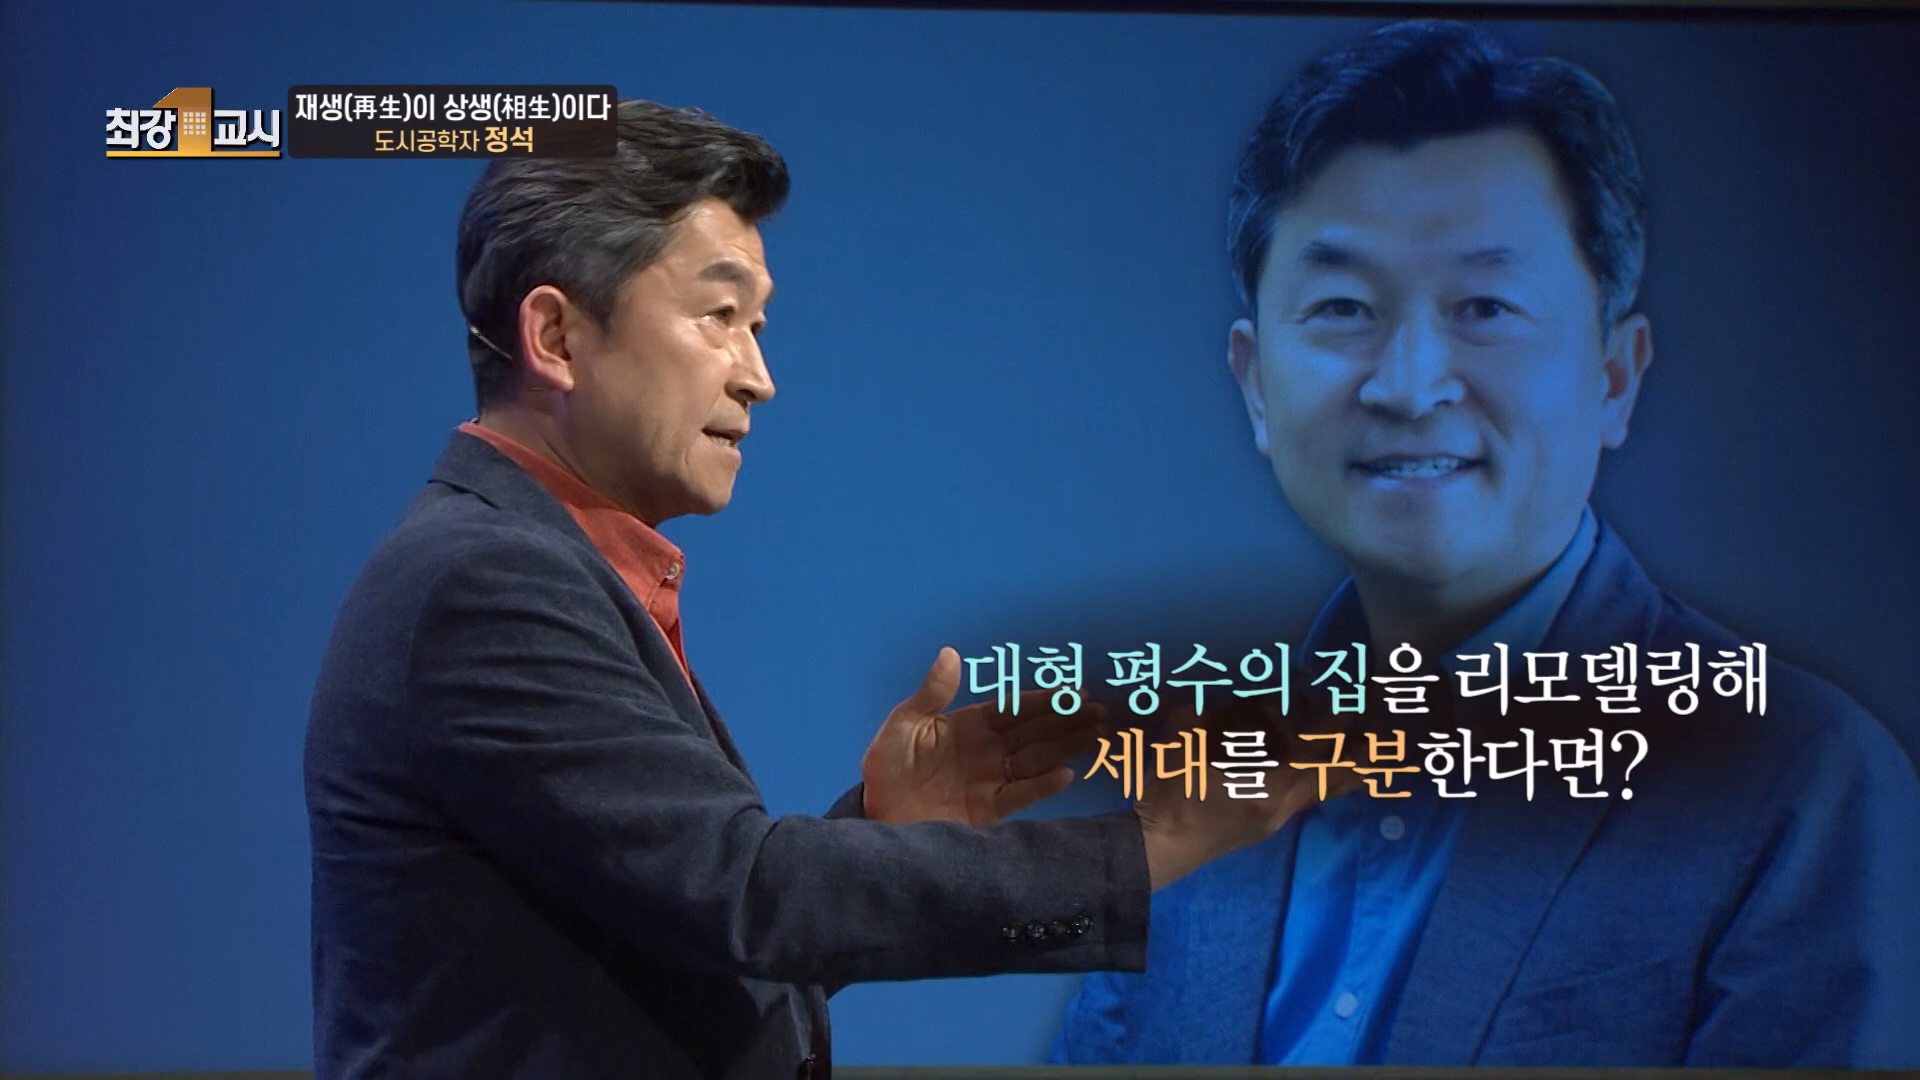 최강1교시
재생(再生)이 상생(相生)이다
도시공학자 정석
대형 평수의 집을 리모델링해
세대를 구분한다면?